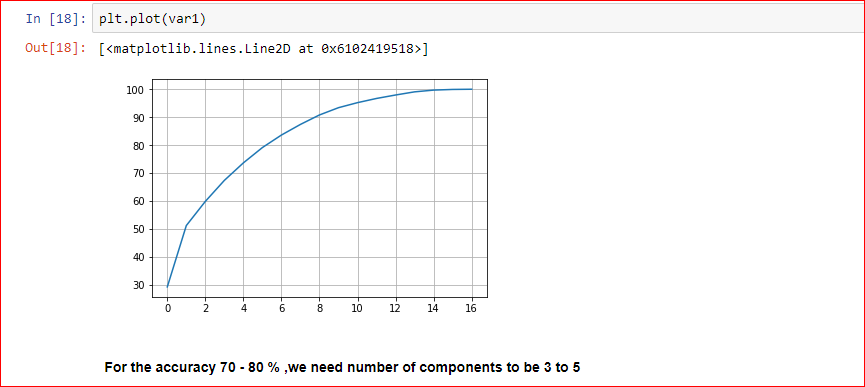 In [18]: plt.plot(var1)
Out[18]: [<matplotlib.lines.Line2D at 0x6102419518>]
100
90
80
70
60
50
40
30
0 2 4 6 8 10 12 14 16
For the accuracy 70 - 80 % ,we need number of components to be 3 to 5